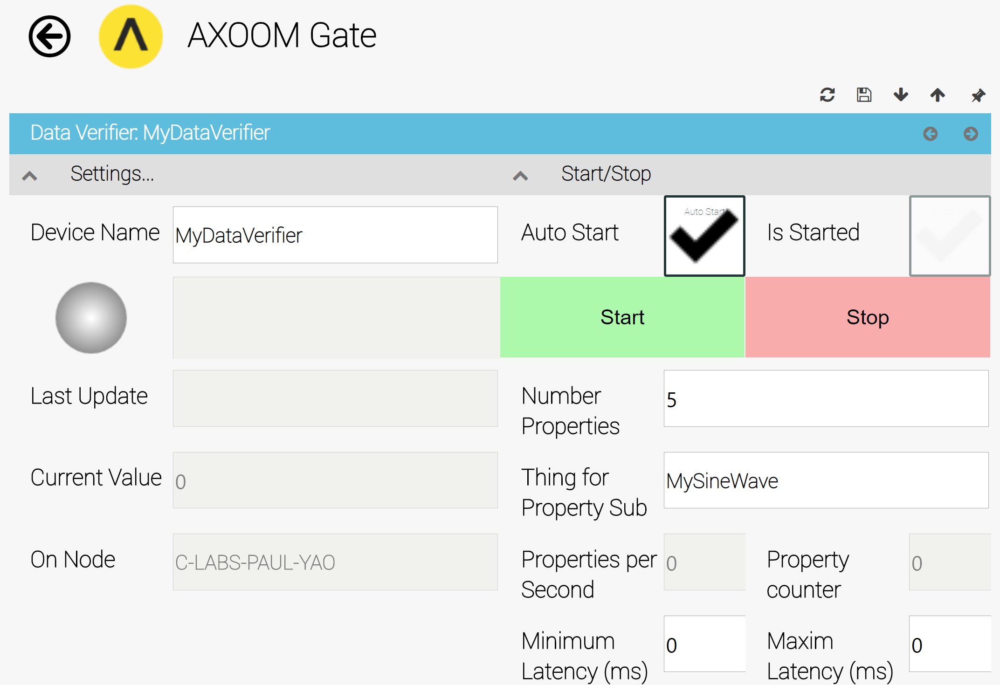 AXOOM Gate
Data Verifier: MyDataVerifier
Settings...
Start/Stop
Device Name
MyDataVerifier
Auto Start
Auto Start
Is Started
Start
Stop
Last Update
Number
Properties
5
Current Value
0
Thing for
Property Sub
MySineWave
On Node
C-LABS-PAUL-YAO
Properties per
Second
0
Property
counter
0
Minimum
Latency (ms)
0
Maxim
Latency (ms)
0